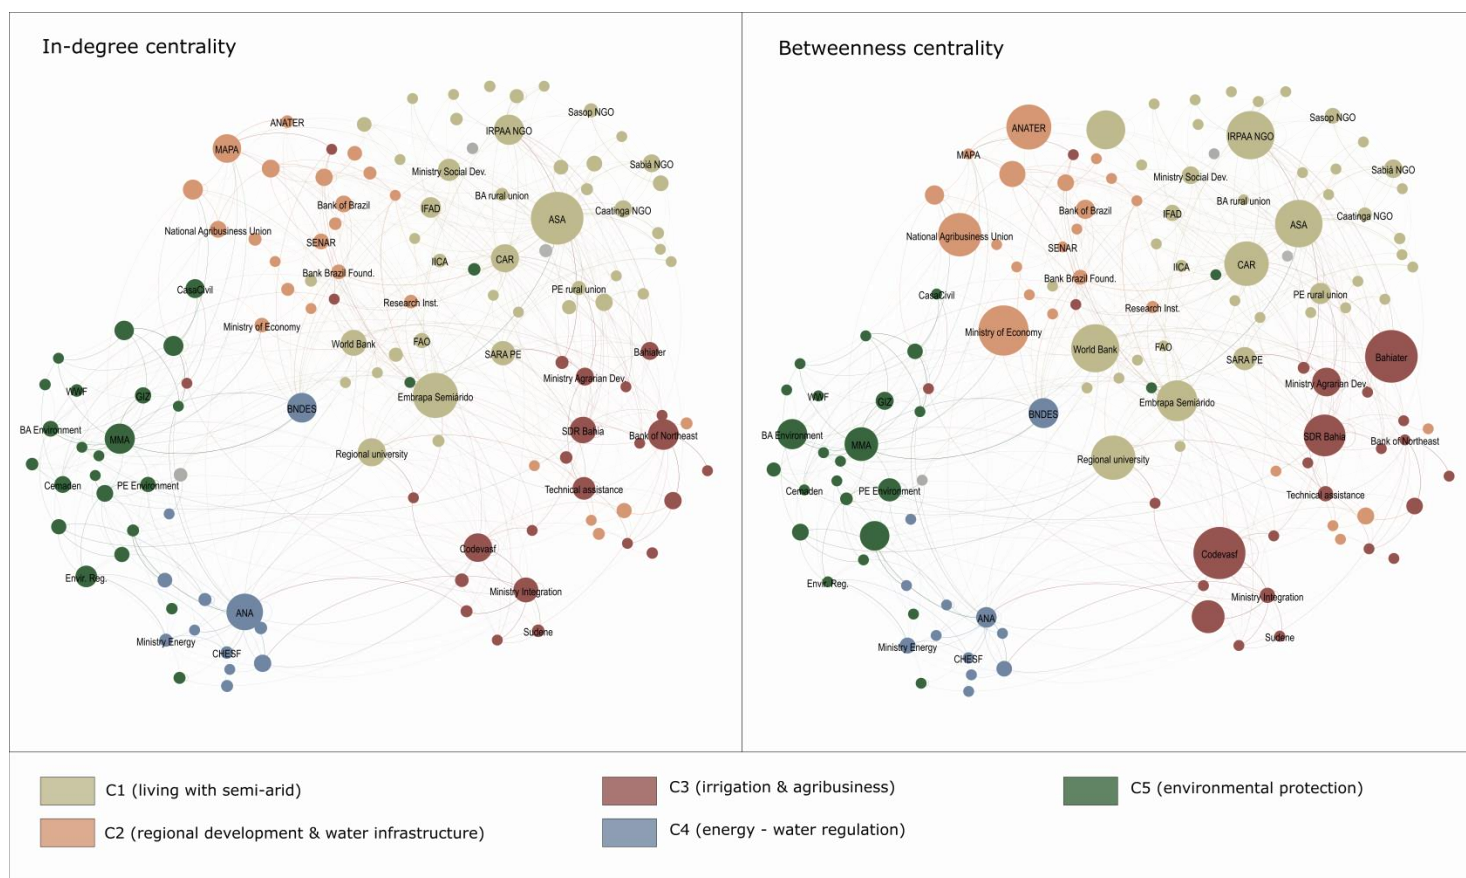 In-degree centrality
ANATER
MAPA
Sasop NGO
IRPAA NGO
Ministry Social Dev.
Sabiá NGO
BA rural union
Bank of Brazil
IFAD
ASA
Caatinga NGO
National Agribusiness Union
SENAR
IICA
CAR
Bank Brazil Found.
CasaCivil
PE rural union
Research Inst.
Ministry of Economy
World Bank
FAO
SARA PE
Bahiater
Ministry Agrarian Dev.
WWF
GIZ
Embrapa Semiárido
BNDES
BA Environment
MMA
SDR Bahia
Bank of Northeast
Regional university
Cemaden
PE Environment
Technical assistance
Codevasf
Envir. Reg.
Ministry Integration
ANA
Sudene
Ministry Energy
CHESF
Betweenness centrality
ANATER
Sasop NGO
IRPAA NGO
MAPA
Ministry Social Dev.
Sabiá NGO
BA rural union
Bank of Brazil
IFAD
Caatinga NGO
ASA
National Agribusiness Union
SENAR
IICA
CAR
Bank Brazil Found.
CasaCivil
PE rural union
Research Inst.
Ministry of Economy
World Bank
FAO
SARA PE
Bahiater
Ministry Agrarian Dev.
WWF
GIZ
Embrapa Semiárido
BNDES
BA Environment
MMA
SDR Bahia
Bank of Northeast
Regional university
Cemaden
PE Environment
Technical assistance
Codevasf
Envir. Reg.
Ministry Integration
ANA
Sudene
Ministry Energy
CHESF
C1 (living with semi-arid)
C2 (regional development & water infrastructure)
C3 (irrigation & agribusiness)
C4 (energy - water regulation)
C5 (environmental protection)